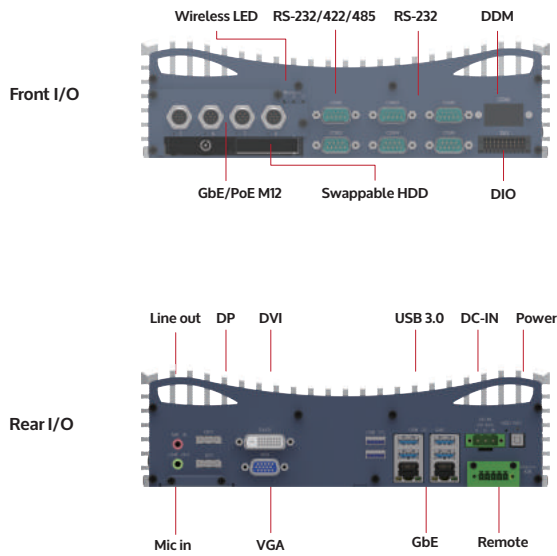 Wireless LED RS-232/422/485 RS-232 DDM
Front I/O
GbE/PoE M12 Swappable HDD DIO
Line out DP DVI USB 3.0 DC-IN Power
Rear I/O
Mic in VGA GbE Remote